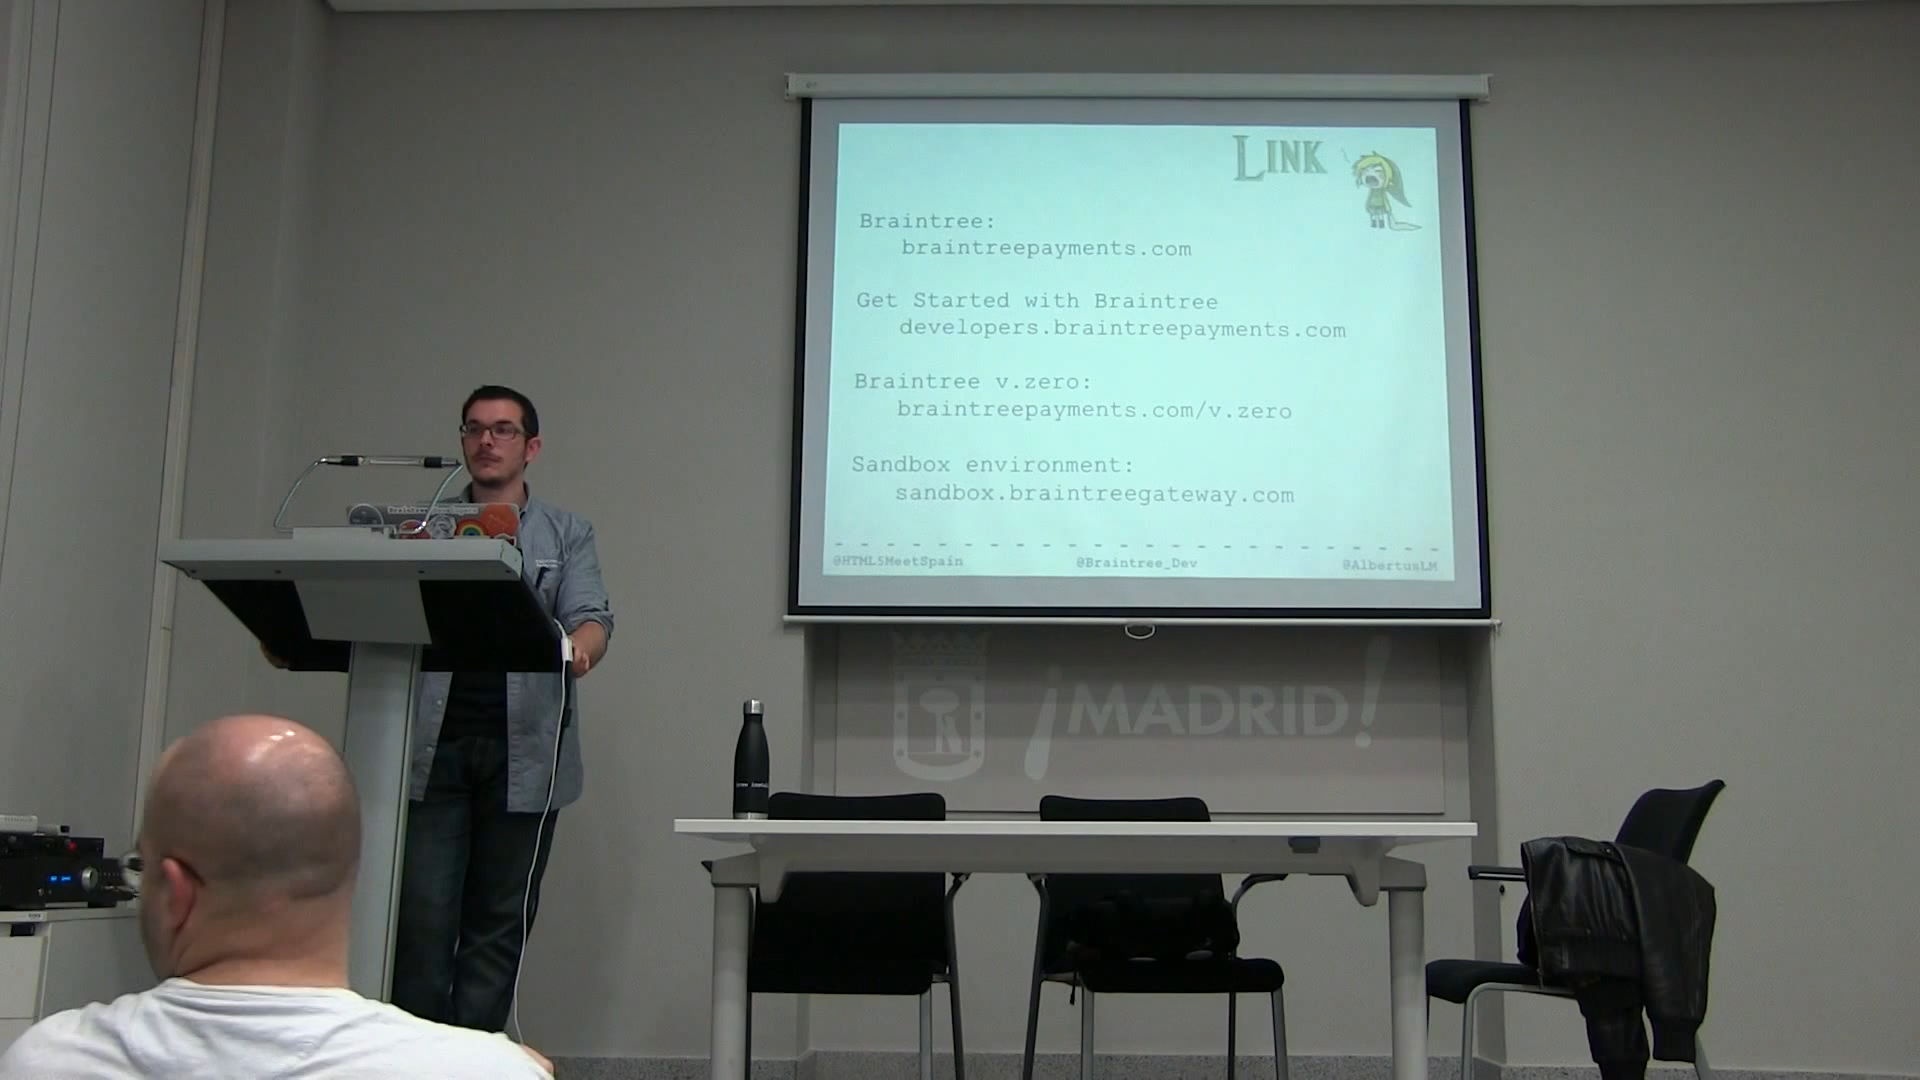 LINK
Braintree:
braintreepayments.com
Get Started with Braintree
developers.braintreepayments.com
Braintree v.zero:
braintreepayments.com/v.zero
Sandbox environment:
sandbox.braintreegateway.com
@HTML5MeetSpain @Braintree_Dev @AlbertusLM
¡MADRID!